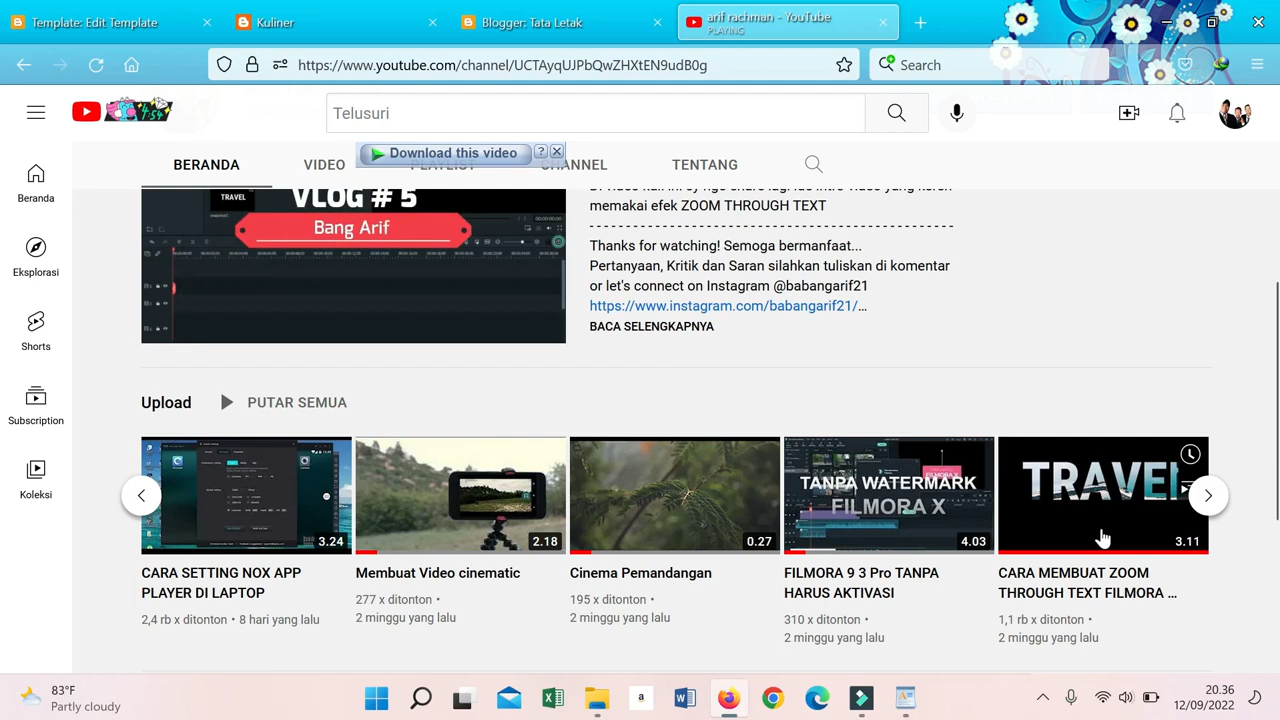 Template: Edit Template
Kuliner
Blogger: Tata Letak
arif rachman - YouTube
PLAYING
https://www.youtube.com/channel/UCTAyqUJPbQwZHXtEN9udB0g
Search
4:54
Telusuri
Download this video
BERANDA
VIDEO
PLAYLIST
CHANNEL
TENTANG
Beranda
Eksplorasi
Shorts
Subscription
Koleksi
TRAVEL
VLOG # 5
Bang Arif
memakai efek ZOOM THROUGH TEXT
Thanks for watching! Semoga bermanfaat...
Pertanyaan, Kritik dan Saran silahkan tuliskan di komentar
or let's connect on Instagram @babangarif21
https://www.instagram.com/babangarif21/...
BACA SELENGKAPNYA
Upload
PUTAR SEMUA
3.24
2.18
0.27
TANPA WATERMARK
FILMORA X
4.03
TRAVEL
3.11
CARA SETTING NOX APP
PLAYER DI LAPTOP
2,4 rb x ditonton • 8 hari yang lalu
Membuat Video cinematic
277 x ditonton •
2 minggu yang lalu
Cinema Pemandangan
195 x ditonton •
2 minggu yang lalu
FILMORA 9 3 Pro TANPA
HARUS AKTIVASI
310 x ditonton •
2 minggu yang lalu
CARA MEMBUAT ZOOM
THROUGH TEXT FILMORA ...
1,1 rb x ditonton •
2 minggu yang lalu
83°F
Partly cloudy
a
20.36
12/09/2022